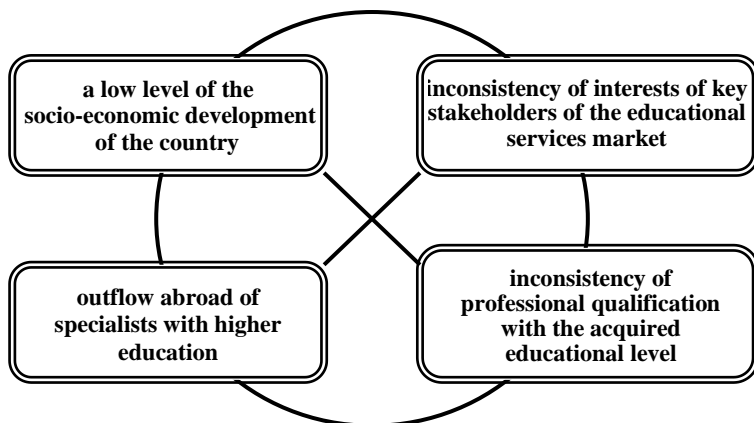 a low level of the
socio-economic development
of the country
inconsistency of interests of key
stakeholders of the educational
services market
outflow abroad of
specialists with higher
education
inconsistency of
professional qualification
with the acquired
educational level